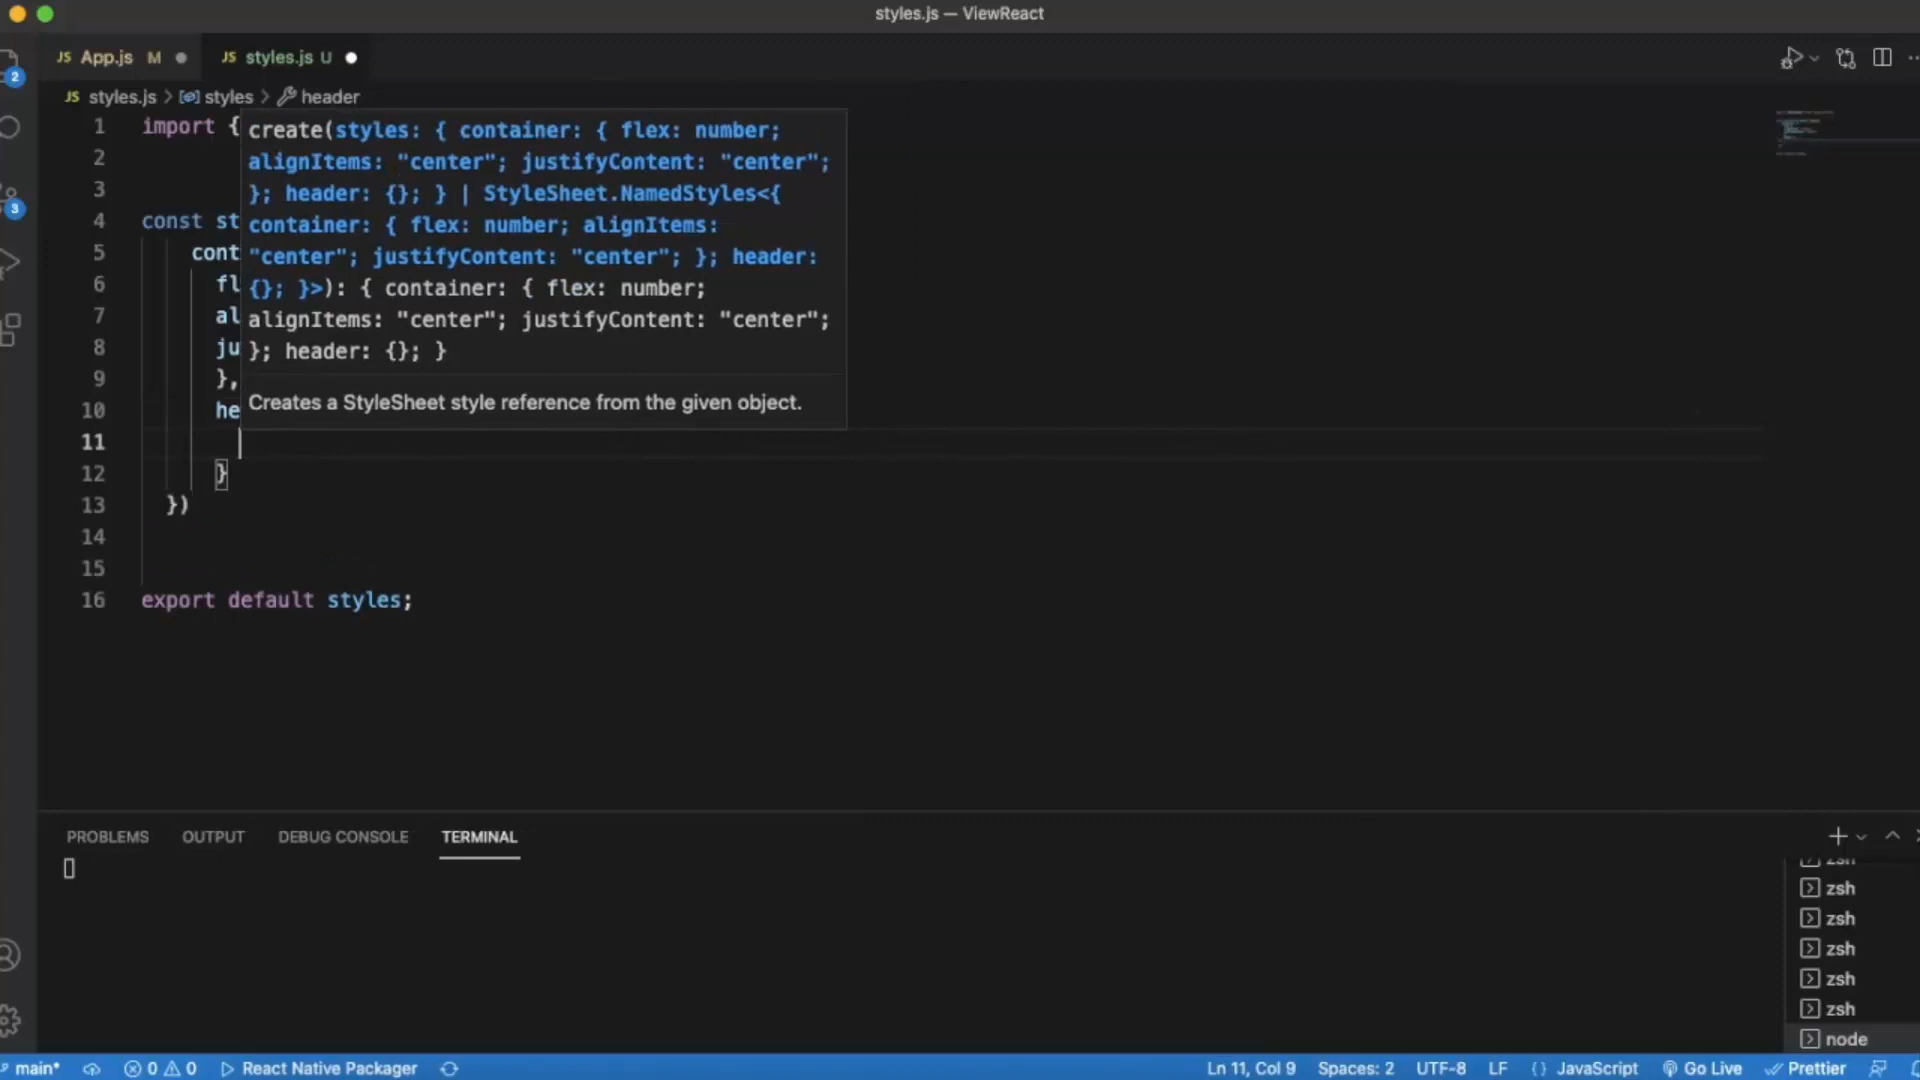 styles.js — ViewReact
JS App.js M
JS styles.js U
2
JS styles.js > styles > header
1 import {
2
3
3
4 const st
5 cont
6 fl
7 al
8 ju
9 },
10 he
11
12 }
13 })
14
15
16 export default styles;
create(styles: { container: { flex: number;
alignItems: "center"; justifyContent: "center";
}; header: {}; } | StyleSheet.NamedStyles<{
container: { flex: number; alignItems:
"center"; justifyContent: "center"; }; header:
{}; }>): { container: { flex: number;
alignItems: "center"; justifyContent: "center";
}; header: {}; }
Creates a StyleSheet style reference from the given object.
PROBLEMS OUTPUT DEBUG CONSOLE TERMINAL
zsh
zsh
zsh
zsh
zsh
zsh
node
main* 0 0 React Native Packager
Ln 11, Col 9 Spaces: 2 UTF-8 LF {} JavaScript Go Live Prettier